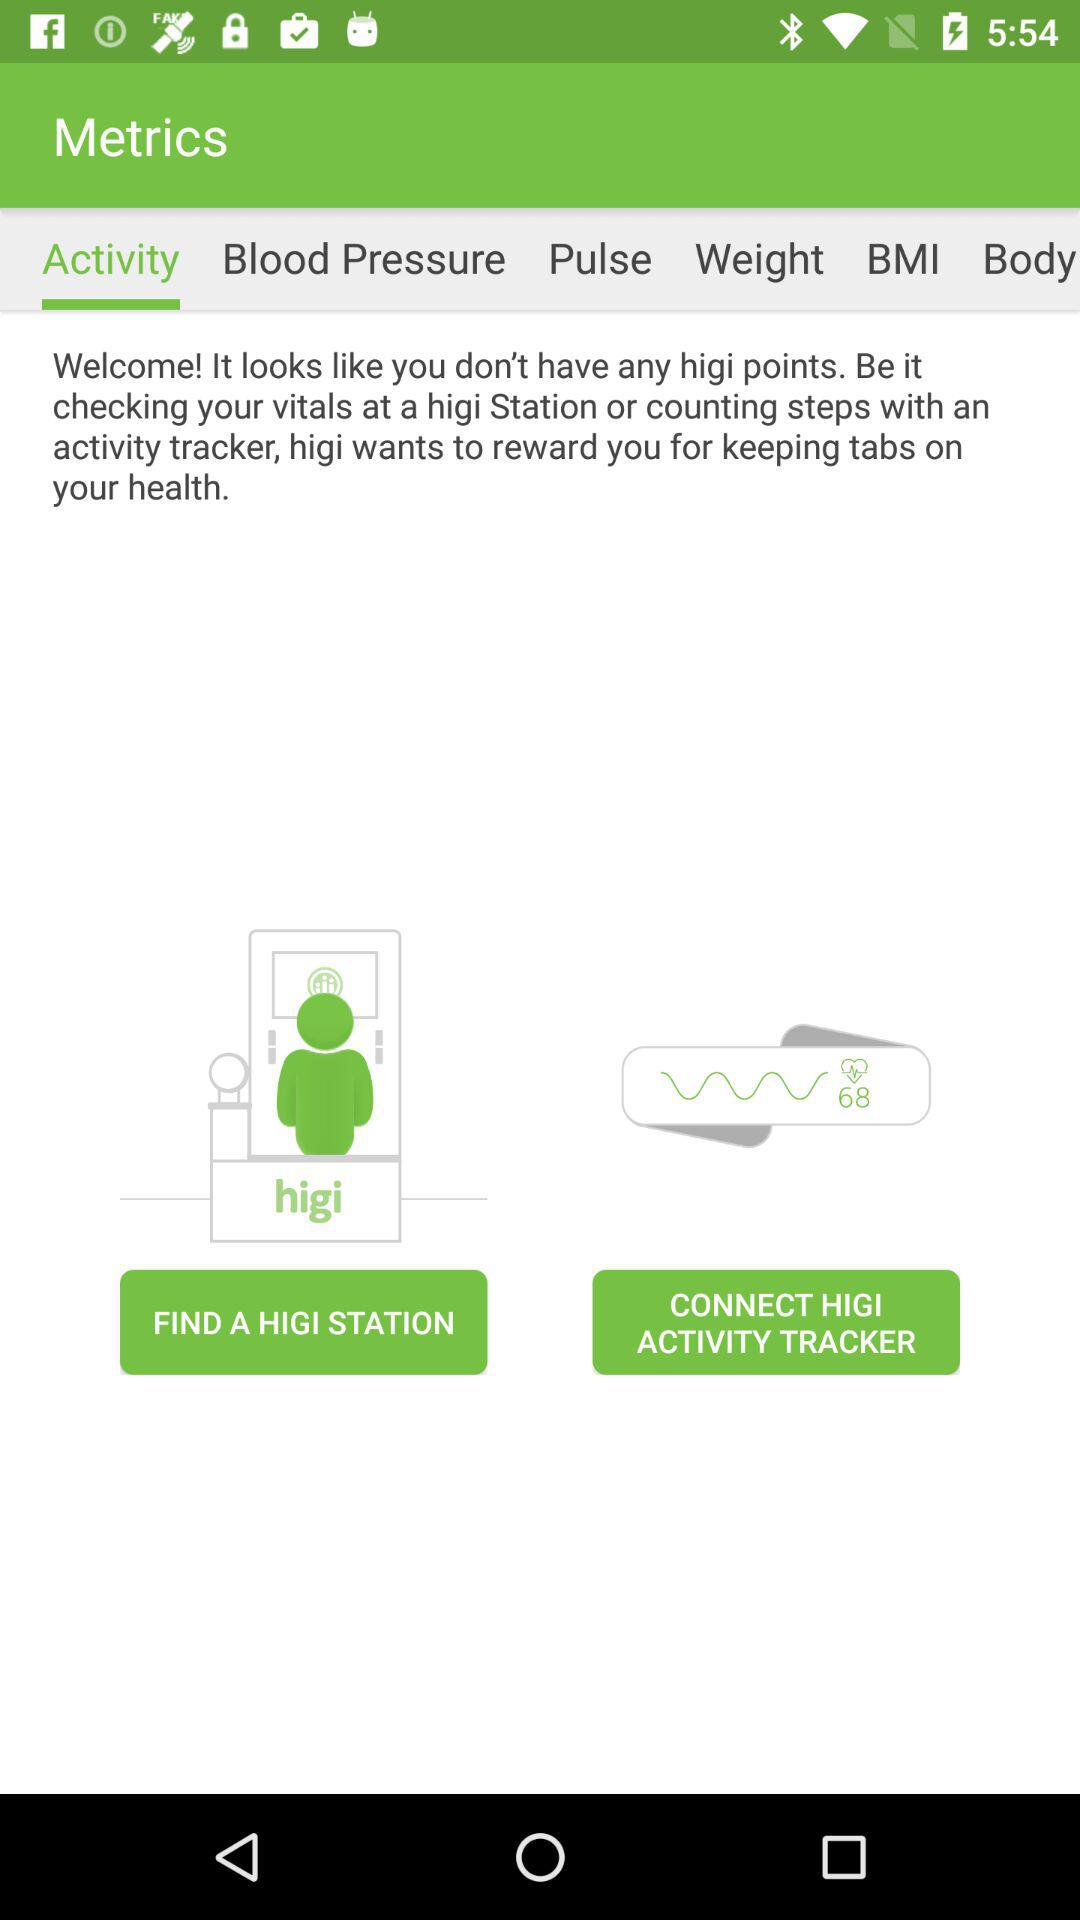 FAKE
5:54
Metrics
Activity Blood Pressure Pulse Weight BMI Body
Welcome! It looks like you don’t have any higi points. Be it
checking your vitals at a higi Station or counting steps with an
activity tracker, higi wants to reward you for keeping tabs on
your health.
68
higi
FIND A HIGI STATION
CONNECT HIGI
ACTIVITY TRACKER